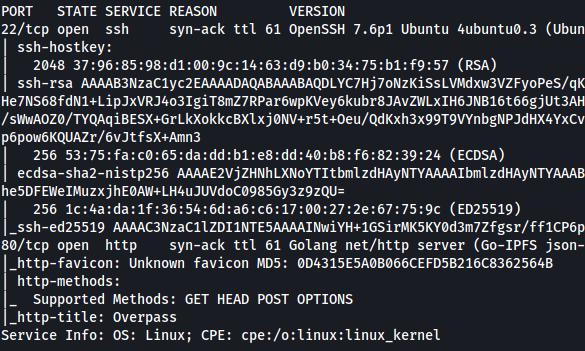 PORT   STATE SERVICE REASON         VERSION
22/tcp open  ssh     syn-ack ttl 61 OpenSSH 7.6p1 Ubuntu 4ubuntu0.3 (Ubun
| ssh-hostkey:
|   2048 37:96:85:98:d1:00:9c:14:63:d9:b0:34:75:b1:f9:57 (RSA)
| ssh-rsa AAAAB3NzaC1yc2EAAAADAQABAAABAQDLYC7Hj7oNzKiSsLVMdxw3VZFyoPeS/qK
He7NS68fdN1+LipJxVRJ4o3IgiT8mZ7RPar6wpKVey6kubr8JAvZWLxIH6JNB16t66gjUt3AH
/sWwAOZ0/TYQAqiBESX+GrLkXokkcBXlxj0NV+r5t+Oeu/QdKxh3x99T9VYnbgNPJdHX4YxCv
p6pow6KQUAZr/6vJtfsX+Amn3
|   256 53:75:fa:c0:65:da:dd:b1:e8:dd:40:b8:f6:82:39:24 (ECDSA)
| ecdsa-sha2-nistp256 AAAAE2VjZHNhLXNoYTItbmlzdHAyNTYAAAAIbmlzdHAyNTYAAAB
he5DFEWeIMuzxjhE0AW+LH4uJUVdoC0985Gy3z9zQU=
|   256 1c:4a:da:1f:36:54:6d:a6:c6:17:00:27:2e:67:75:9c (ED25519)
|_ssh-ed25519 AAAAC3NzaC1lZDI1NTE5AAAAINwiYH+1GSirMK5KY0d3m7Zfgsr/ff1CP6p
80/tcp open  http    syn-ack ttl 61 Golang net/http server (Go-IPFS json-
|_http-favicon: Unknown favicon MD5: 0D4315E5A0B066CEFD5B216C8362564B
| http-methods:
|_  Supported Methods: GET HEAD POST OPTIONS
|_http-title: Overpass
Service Info: OS: Linux; CPE: cpe:/o:linux:linux_kernel